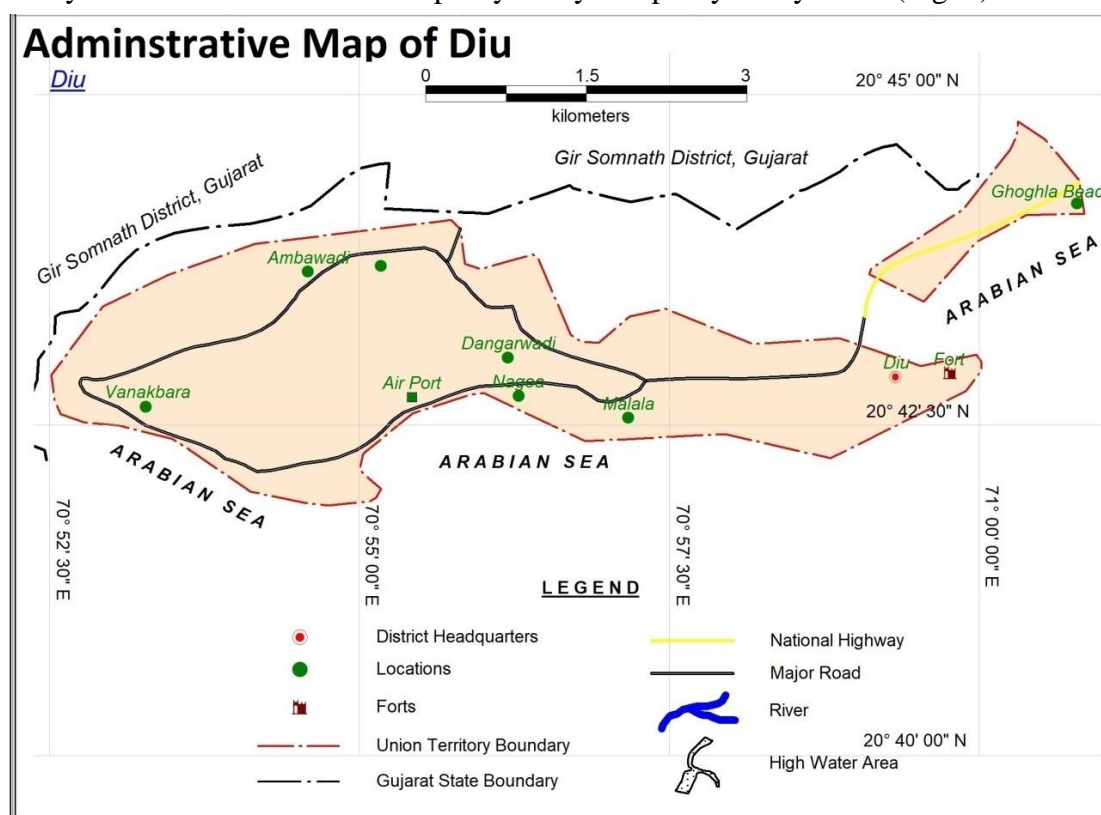 Adminstrative Map of Diu
Diu
0 1.5 3
kilometers
20° 45' 00" N
Gir Somnath District, Gujarat
Gir Somnath District, Gujarat
Ghoghla Beac
Ambawadi
ARABIAN SEA
Dangarwadi
Diu Fort
Vanakbara
Air Port
Nagoa
Malala
20° 42' 30" N
ARABIAN SEA
ARABIAN SEA
70° 52' 30" E
70° 55' 00" E
70° 57' 30" E
71° 00' 00" E
LEGEND
District Headquarters
National Highway
Locations
Major Road
Forts
River
Union Territory Boundary
20° 40' 00" N
High Water Area
Gujarat State Boundary